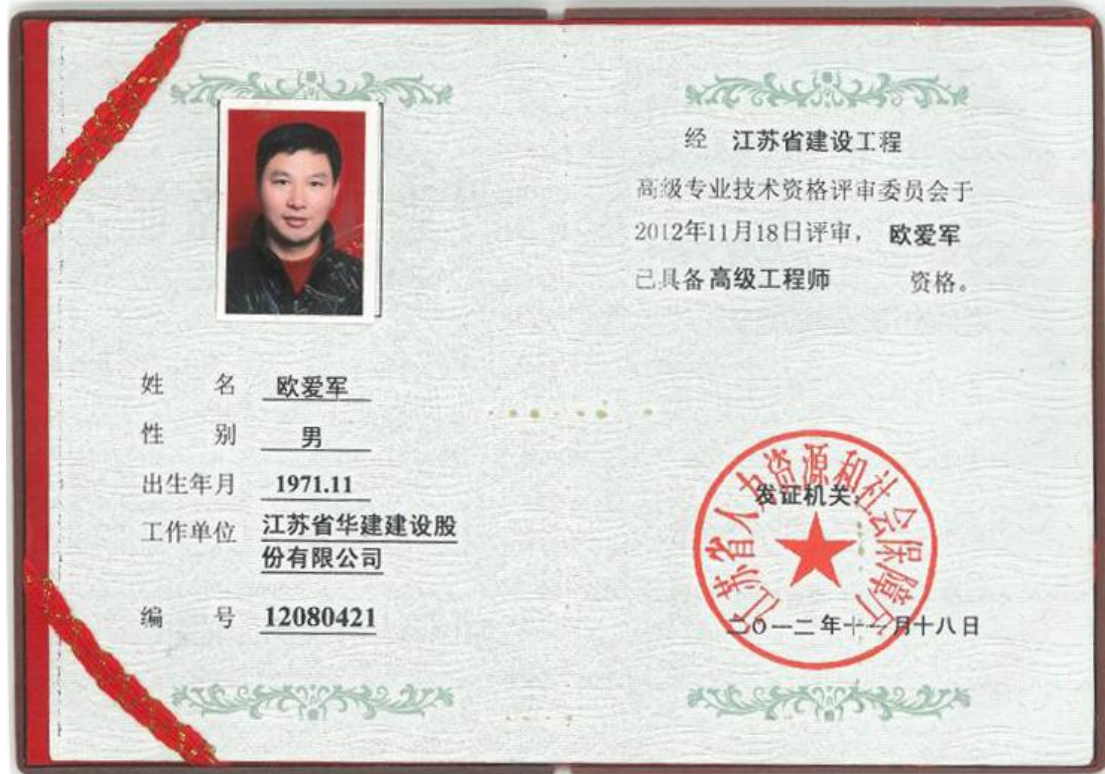 姓 名 欧爱军
性 别 男
出生年月 1971.11
工作单位 江苏省华建建设股
份有限公司
编 号 12080421
经 江苏省建设工程
高级专业技术资格评审委员会于
2012年11月18日评审， 欧爱军
已具备 高级工程师 资格。
江苏省人力资源和社会保障厅
发证机关:
二〇一二年十一月十八日